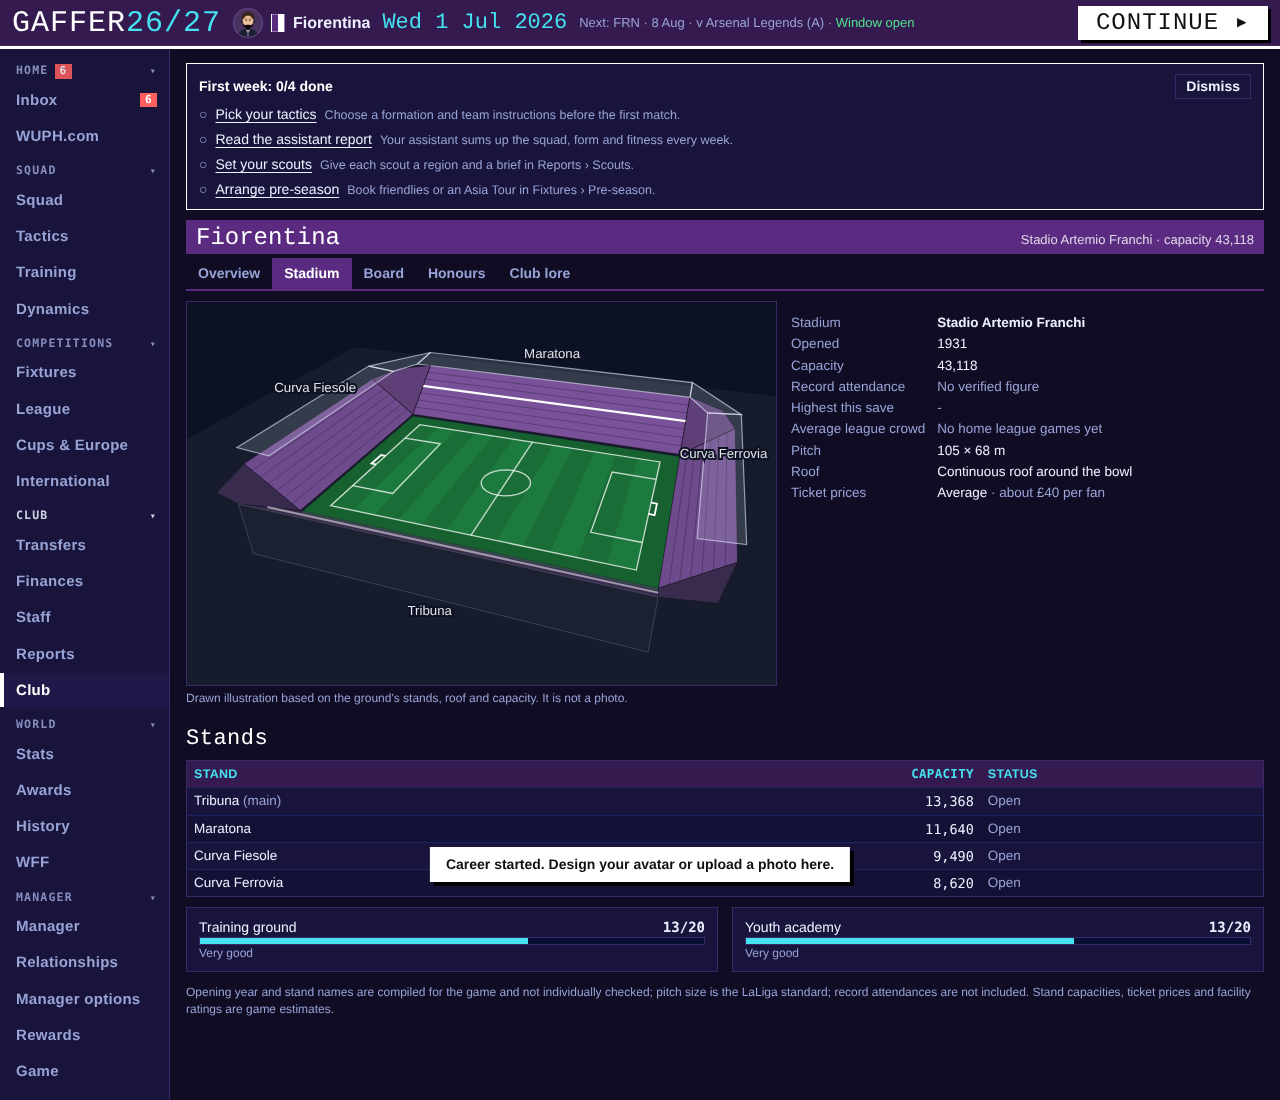 GAFFER26/27 Fiorentina Wed 1 Jul 2026 Next: FRN · 8 Aug · v Arsenal Legends (A) · Window open CONTINUE ▶
HOME 6 ▾
Inbox 6
WUPH.com
SQUAD ▾
Squad
Tactics
Training
Dynamics
COMPETITIONS ▾
Fixtures
League
Cups & Europe
International
CLUB ▾
Transfers
Finances
Staff
Reports
Club
WORLD ▾
Stats
Awards
History
WFF
MANAGER ▾
Manager
Relationships
Manager options
Rewards
Game
First week: 0/4 done Dismiss
○ Pick your tactics Choose a formation and team instructions before the first match.
○ Read the assistant report Your assistant sums up the squad, form and fitness every week.
○ Set your scouts Give each scout a region and a brief in Reports › Scouts.
○ Arrange pre-season Book friendlies or an Asia Tour in Fixtures › Pre-season.
Fiorentina Stadio Artemio Franchi · capacity 43,118
Overview Stadium Board Honours Club lore
Maratona
Curva Fiesole
Curva Ferrovia
Tribuna
Stadium Stadio Artemio Franchi
Opened 1931
Capacity 43,118
Record attendance No verified figure
Highest this save -
Average league crowd No home league games yet
Pitch 105 × 68 m
Roof Continuous roof around the bowl
Ticket prices Average · about £40 per fan
Drawn illustration based on the ground's stands, roof and capacity. It is not a photo.
Stands
STAND CAPACITY STATUS
Tribuna (main) 13,368 Open
Maratona 11,640 Open
Curva Fiesole 9,490 Open
Curva Ferrovia 8,620 Open
Career started. Design your avatar or upload a photo here.
Training ground 13/20
Very good
Youth academy 13/20
Very good
Opening year and stand names are compiled for the game and not individually checked; pitch size is the LaLiga standard; record attendances are not included. Stand capacities, ticket prices and facility
ratings are game estimates.